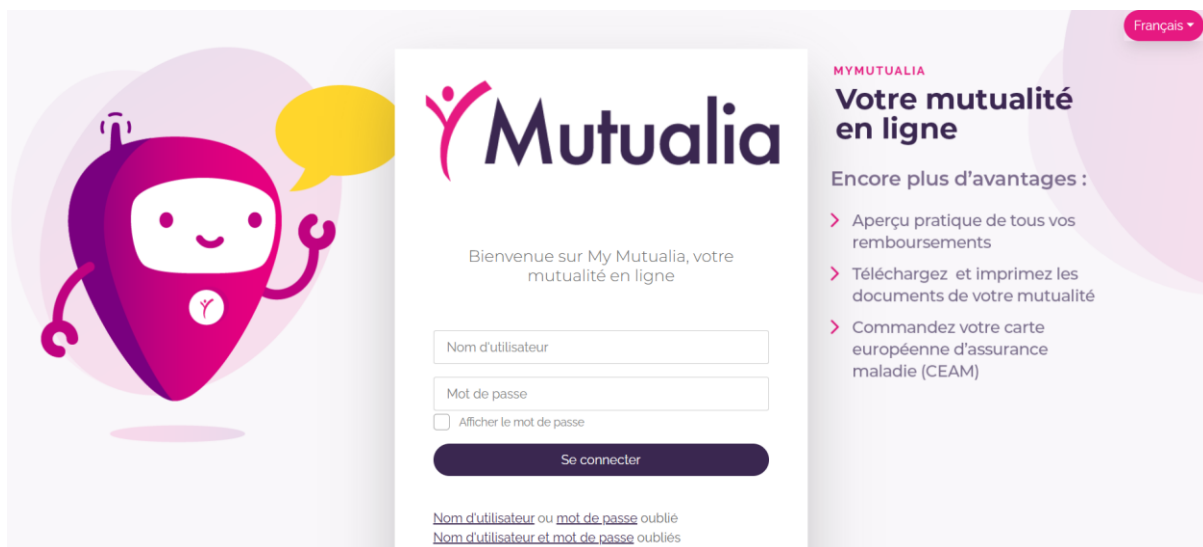 Français
Mutualia
Bienvenue sur My Mutualia, votre
mutualité en ligne
Nom d'utilisateur
Mot de passe
Afficher le mot de passe
Se connecter
Nom d'utilisateur ou mot de passe oublié
Nom d'utilisateur et mot de passe oubliés
MYMUTUALIA
Votre mutualité
en ligne
Encore plus d’avantages :
Aperçu pratique de tous vos
remboursements
Téléchargez et imprimez les
documents de votre mutualité
Commandez votre carte
européenne d’assurance
maladie (CEAM)